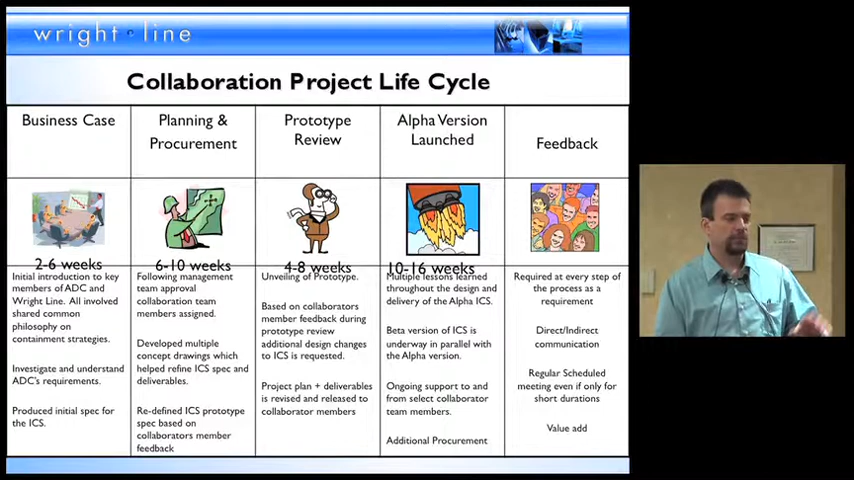 wright line
Collaboration Project Life Cycle
Business Case
Planning &
Procurement
Prototype
Review
Alpha Version
Launched
Feedback
2-6 weeks
6-10 weeks
4-8 weeks
10-16 weeks
Initial introduction to key
members of ADC and
Wright Line. All involved
shared common
philosophy on
containment strategies.
Investigate and understand
ADC's requirements.
Produced initial spec for
the ICS.
Following management
team approval
collaboration team
members assigned.
Developed multiple
concept drawings which
helped refine ICS spec and
deliverables.
Re-defined ICS prototype
spec based on
collaborators member
feedback
Unveiling of Prototype.
Based on collaborators
member feedback during
prototype review
additional design changes
to ICS is requested.
Project plan + deliverables
is revised and released to
collaborator members
Multiple lessons learned
throughout the design and
delivery of the Alpha ICS.
Beta version of ICS is
underway in parallel with
the Alpha version.
Ongoing support to and
from select collaborator
team members.
Additional Procurement
Required at every step of
the process as a
requirement
Direct/Indirect
communication
Regular Scheduled
meeting even if only for
short durations
Value add